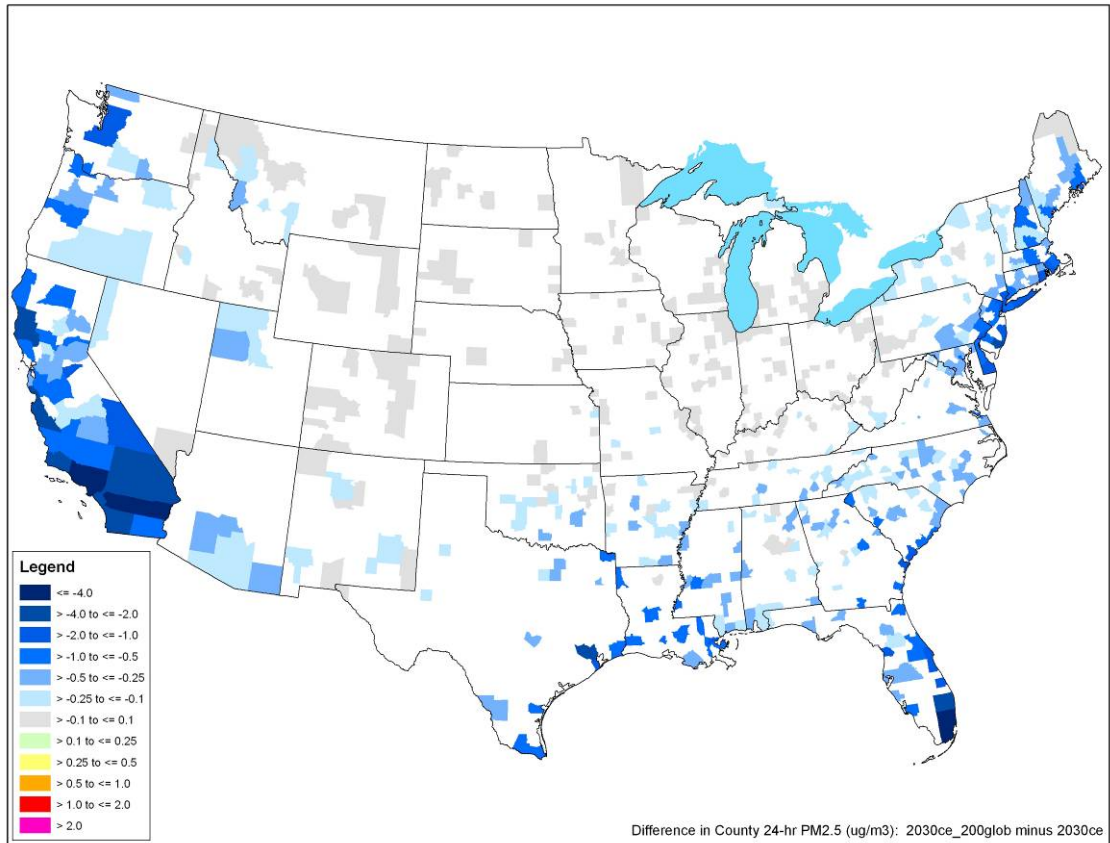 Legend
<= -4.0
> -4.0 to <= -2.0
> -2.0 to <= -1.0
> -1.0 to <= -0.5
> -0.5 to <= -0.25
> -0.25 to <= -0.1
> -0.1 to <= 0.1
> 0.1 to <= 0.25
> 0.25 to <= 0.5
> 0.5 to <= 1.0
> 1.0 to <= 2.0
> 2.0
Difference in County 24-hr PM2.5 (ug/m3): 2030ce_200glob minus 2030ce